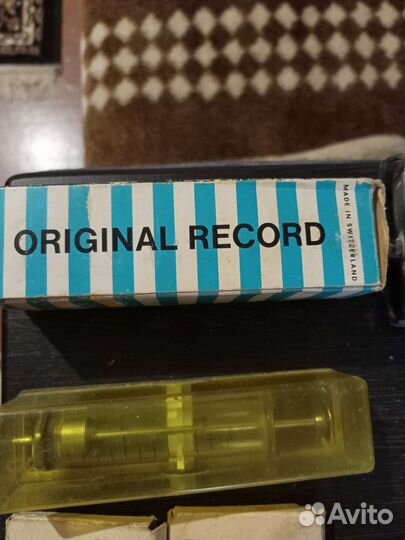 ORIGINAL RECORD
MADE IN SWITZERLAND
Avito